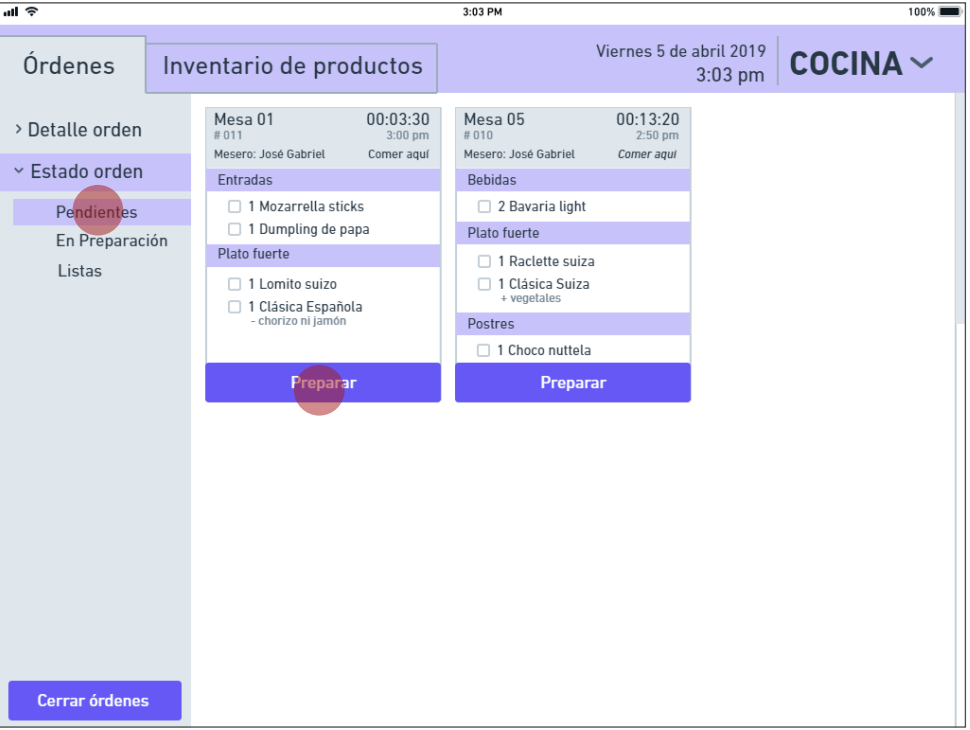 3:03 PM
100%
Órdenes
Inventario de productos
Viernes 5 de abril 2019
3:03 pm
COCINA
Detalle orden
Estado orden
Pendientes
En Preparación
Listas
Cerrar órdenes
Mesa 01 00:03:30
# 011 3:00 pm
Mesero: José Gabriel Comer aquí
Entradas
1 Mozarrella sticks
1 Dumpling de papa
Plato fuerte
1 Lomito suizo
1 Clásica Española
- chorizo ni jamón
Preparar
Mesa 05 00:13:20
# 010 2:50 pm
Mesero: José Gabriel Comer aquí
Bebidas
2 Bavaria light
Plato fuerte
1 Raclette suiza
1 Clásica Suiza
+ vegetales
Postres
1 Choco nuttela
Preparar